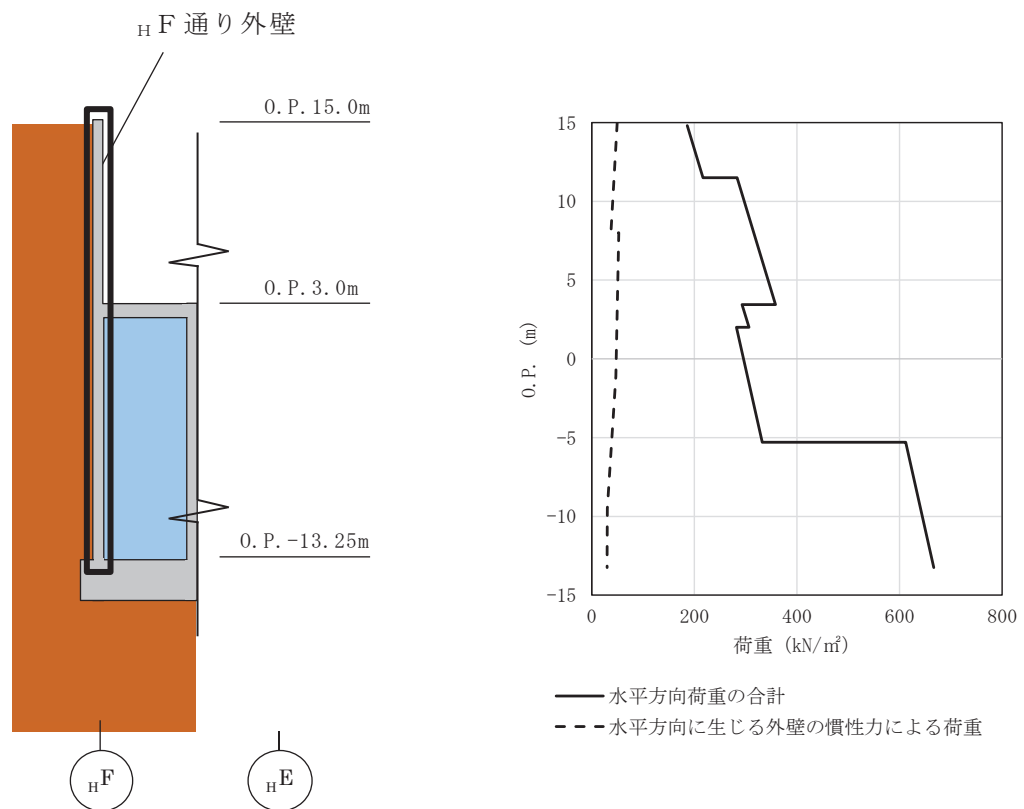 HF通り外壁
O.P.15.0m
O.P.3.0m
O.P.-13.25m
HF
HE
15
10
5
0
-5
-10
-15
O.P. (m)
0 200 400 600 800
荷重 (kN/㎡)
水平方向荷重の合計
水平方向に生じる外壁の慣性力による荷重